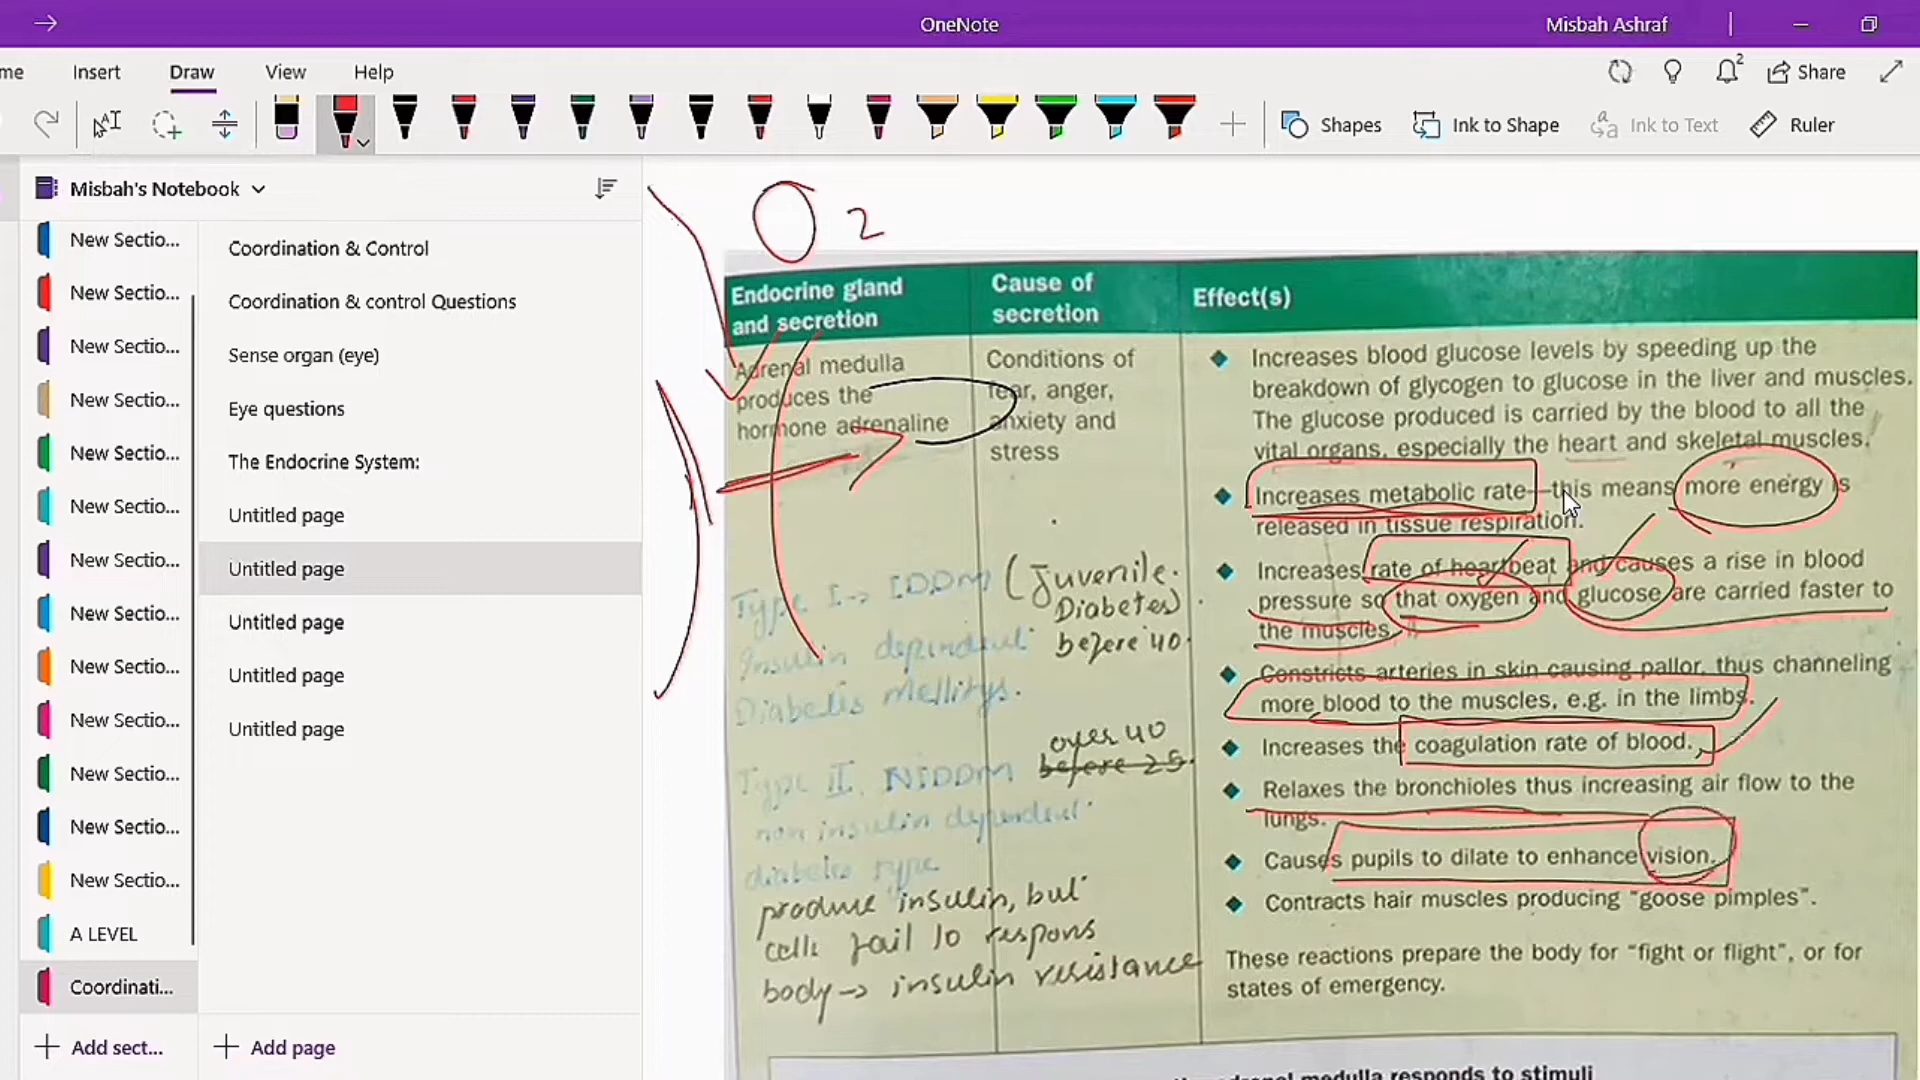 OneNote
Misbah Ashraf
me Insert Draw View Help
2 Share
Shapes Ink to Shape Ink to Text Ruler
Misbah's Notebook
New Sectio...
New Sectio...
New Sectio...
New Sectio...
New Sectio...
New Sectio...
New Sectio...
New Sectio...
New Sectio...
New Sectio...
New Sectio...
New Sectio...
New Sectio...
A LEVEL
Coordinati...
Add sect...
Coordination & Control
Coordination & control Questions
Sense organ (eye)
Eye questions
The Endocrine System:
Untitled page
Untitled page
Untitled page
Untitled page
Untitled page
Add page
O2
Endocrine gland
and secretion
Cause of
secretion
Effect(s)
Adrenal medulla
produces the
hormone adrenaline
Conditions of
fear, anger,
anxiety and
stress
Type I → IDDM (Juvenile.
Diabetes)
Insulin dependent before 40.
Diabetes Mellitys.
over 40
before 25.
Type II. NIDDM
non insulin dependent
diabetes type
produce insulin, but
cells fail to respons
body → insulin resistance
Increases blood glucose levels by speeding up the
breakdown of glycogen to glucose in the liver and muscles.
The glucose produced is carried by the blood to all the
vital organs, especially the heart and skeletal muscles.
Increases metabolic rate—this means more energy is
released in tissue respiration.
Increases rate of heartbeat and causes a rise in blood
pressure so that oxygen and glucose are carried faster to
the muscles.
Constricts arteries in skin causing pallor, thus channeling
more blood to the muscles, e.g. in the limbs.
Increases the coagulation rate of blood.
Relaxes the bronchioles thus increasing air flow to the
lungs.
Causes pupils to dilate to enhance vision.
Contracts hair muscles producing "goose pimples".
These reactions prepare the body for "fight or flight", or for
states of emergency.
adrenal medulla responds to stimuli